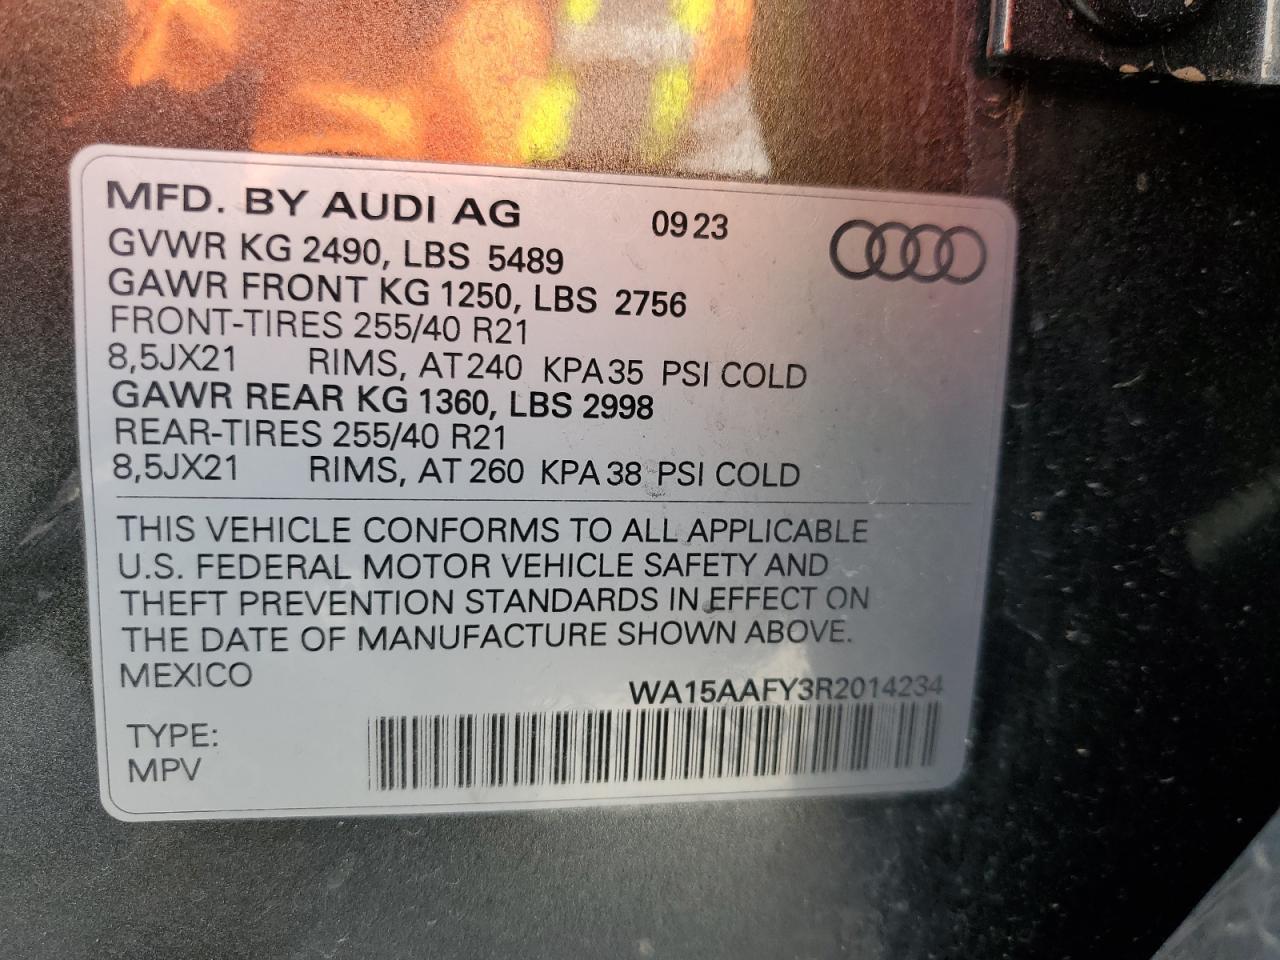 MFD. BY AUDI AG 0923
GVWR KG 2490, LBS 5489
GAWR FRONT KG 1250, LBS 2756
FRONT-TIRES 255/40 R21
8,5JX21 RIMS, AT 240 KPA 35 PSI COLD
GAWR REAR KG 1360, LBS 2998
REAR-TIRES 255/40 R21
8,5JX21 RIMS, AT 260 KPA 38 PSI COLD
THIS VEHICLE CONFORMS TO ALL APPLICABLE
U.S. FEDERAL MOTOR VEHICLE SAFETY AND
THEFT PREVENTION STANDARDS IN EFFECT ON
THE DATE OF MANUFACTURE SHOWN ABOVE.
MEXICO
WA15AAFY3R2014234
TYPE:
MPV